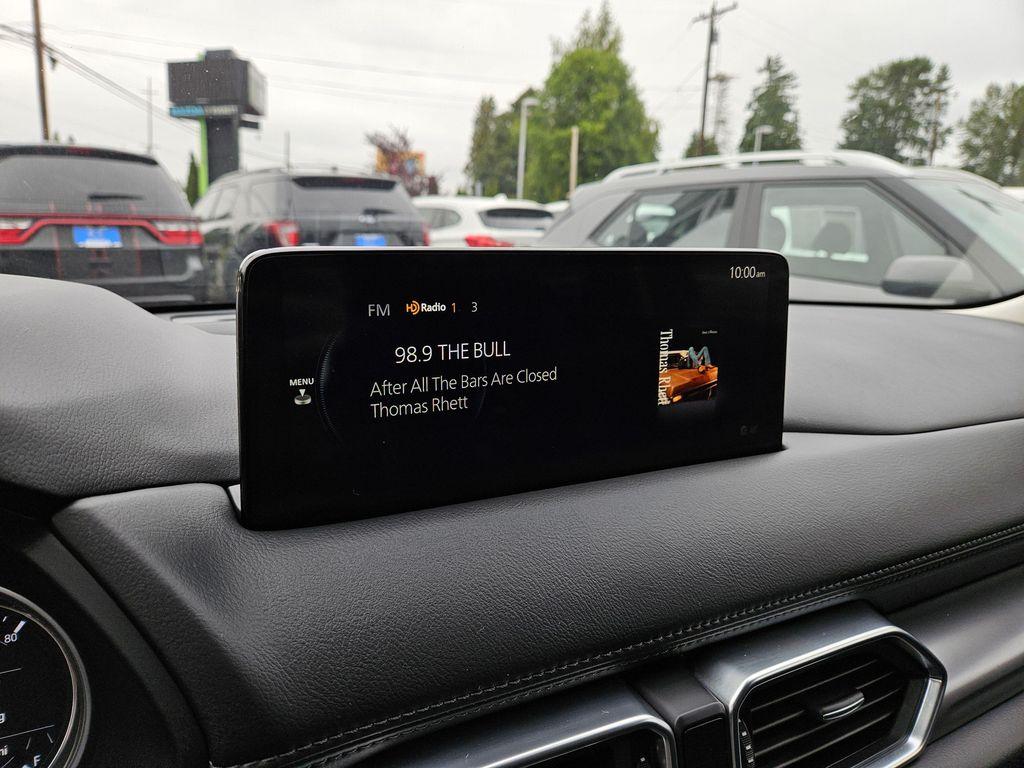 10:00am
FM HD Radio 1 3
98.9 THE BULL
After All The Bars Are Closed
Thomas Rhett
MENU
Thomas Rhett
80
F